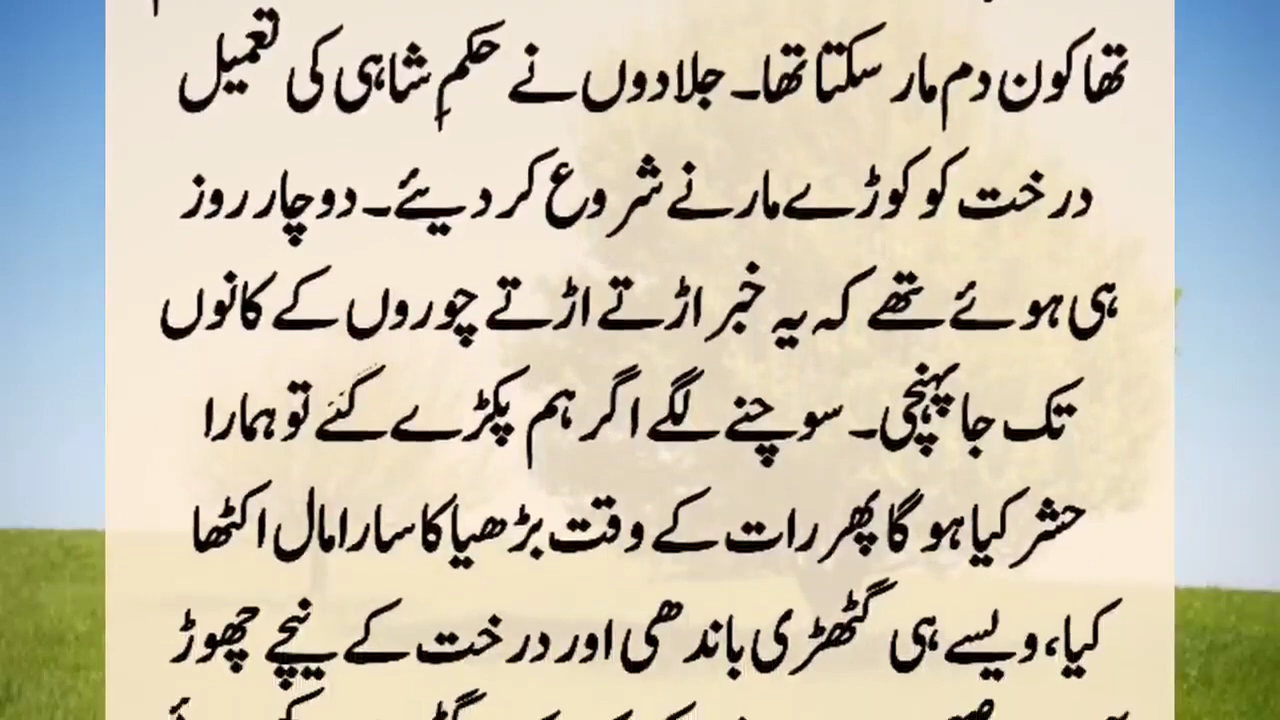 تھا کون دم مار سکتا تھا۔ جلادوں نے حکمِ شاہی کی تعمیل
درخت کو کوڑے مارنے شروع کر دیئے۔ دو چار روز
ہی ہوئے تھے کہ یہ خبر اڑتے اڑتے چوروں کے کانوں
تک جا پہنچی۔ سوچنے لگے اگر ہم پکڑے گئے تو ہمارا
حشر کیا ہو گا پھر رات کے وقت بڑھیا کا سارا مال اکٹھا
کیا، ویسے ہی گٹھڑی باندھی اور درخت کے نیچے چھوڑ